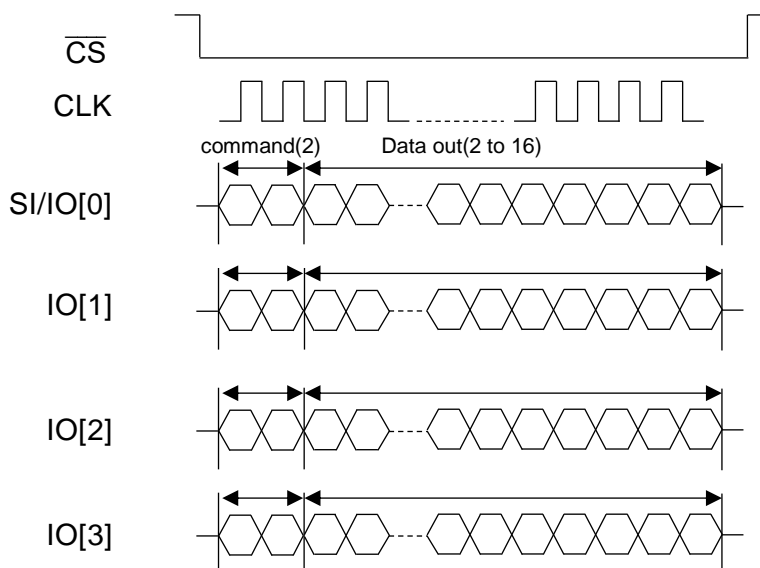 CS
CLK
command(2) Data out(2 to 16)
SI/IO[0]
IO[1]
IO[2]
IO[3]